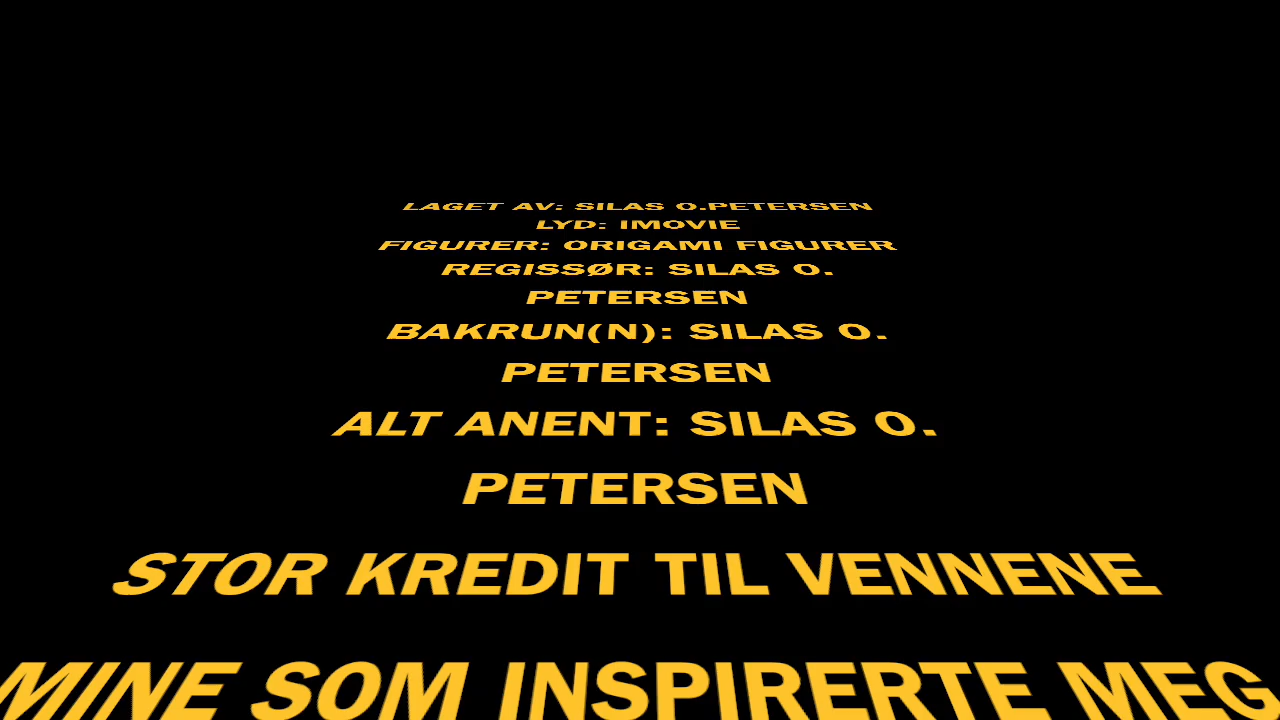 LAGET AV: SILAS O.PETERSEN
LYD: IMOVIE
FIGURER: ORIGAMI FIGURER
REGISSØR: SILAS O.
PETERSEN
BAKRUN(N): SILAS O.
PETERSEN
ALT ANENT: SILAS O.
PETERSEN
STOR KREDIT TIL VENNENE
MINE SOM INSPIRERTE MEG